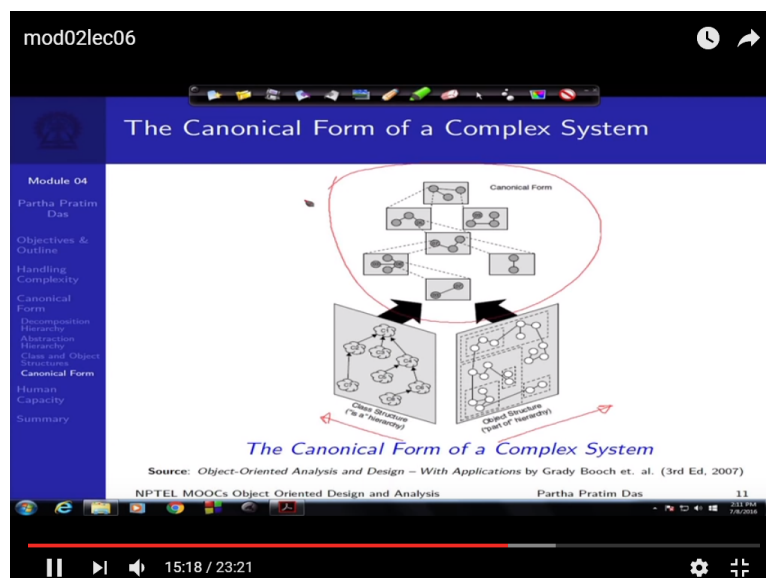 mod02lec06
The Canonical Form of a Complex System
Module 04
Partha Pratim
Das
Objectives &
Outline
Handling
Complexity
Canonical
Form
Decomposition
Hierarchy
Abstraction
Hierarchy
Class and Object
Structures
Canonical Form
Human
Capacity
Summary
Canonical Form
Class Structure
("is a" hierarchy)
Object Structure
("part of" hierarchy)
The Canonical Form of a Complex System
Source: Object-Oriented Analysis and Design – With Applications by Grady Booch et. al. (3rd Ed, 2007)
NPTEL MOOCs Object Oriented Design and Analysis
Partha Pratim Das
11
2:11 PM
7/8/2016
15:18 / 23:21